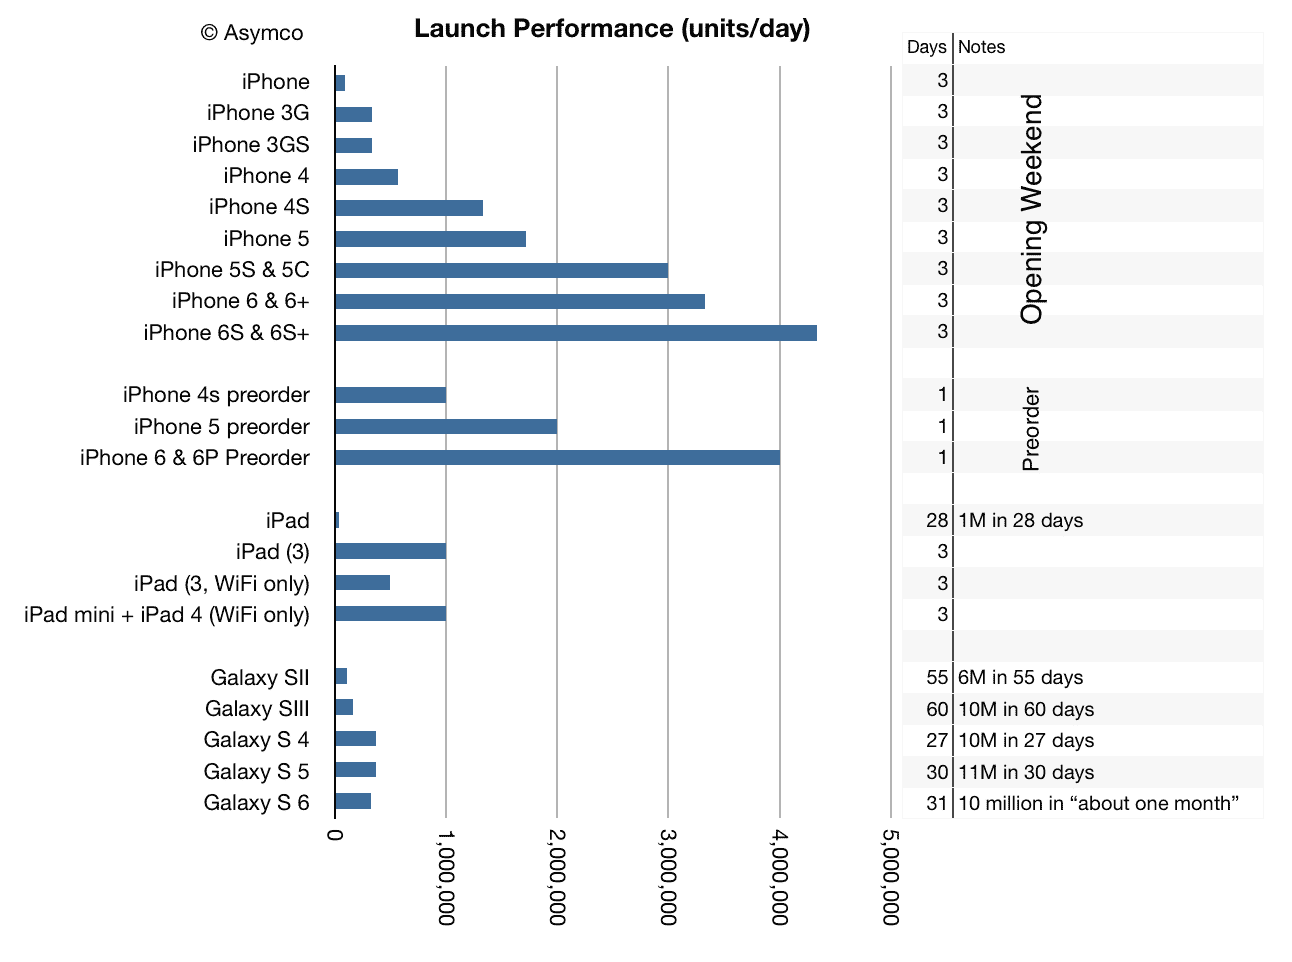 © Asymco
Launch Performance (units/day)
Days Notes
iPhone 3
iPhone 3G 3
iPhone 3GS 3
iPhone 4 3
iPhone 4S 3
iPhone 5 3
iPhone 5S & 5C 3
iPhone 6 & 6+ 3
iPhone 6S & 6S+ 3
Opening Weekend
iPhone 4s preorder 1
iPhone 5 preorder 1
iPhone 6 & 6P Preorder 1
Preorder
iPad 28 1M in 28 days
iPad (3) 3
iPad (3, WiFi only) 3
iPad mini + iPad 4 (WiFi only) 3
Galaxy SII 55 6M in 55 days
Galaxy SIII 60 10M in 60 days
Galaxy S 4 27 10M in 27 days
Galaxy S 5 30 11M in 30 days
Galaxy S 6 31 10 million in “about one month”
0 1,000,000 2,000,000 3,000,000 4,000,000 5,000,000